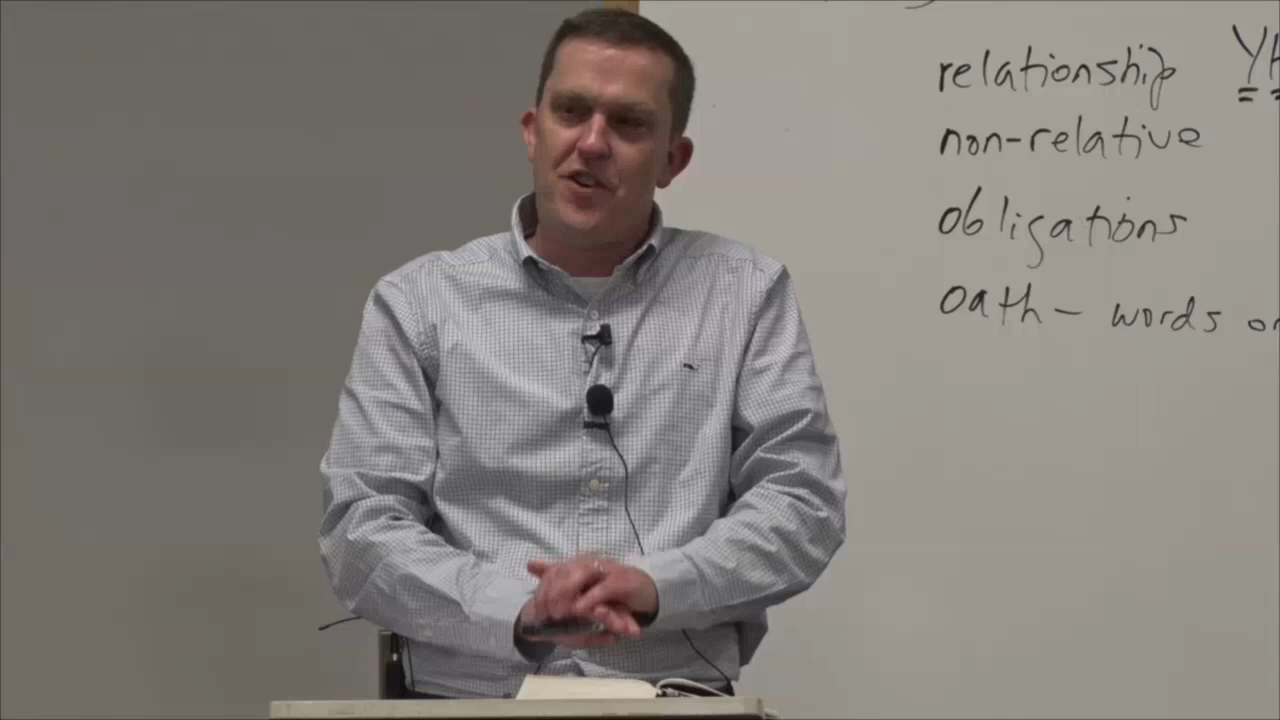 relationship
non-relative
obligations
oath – words